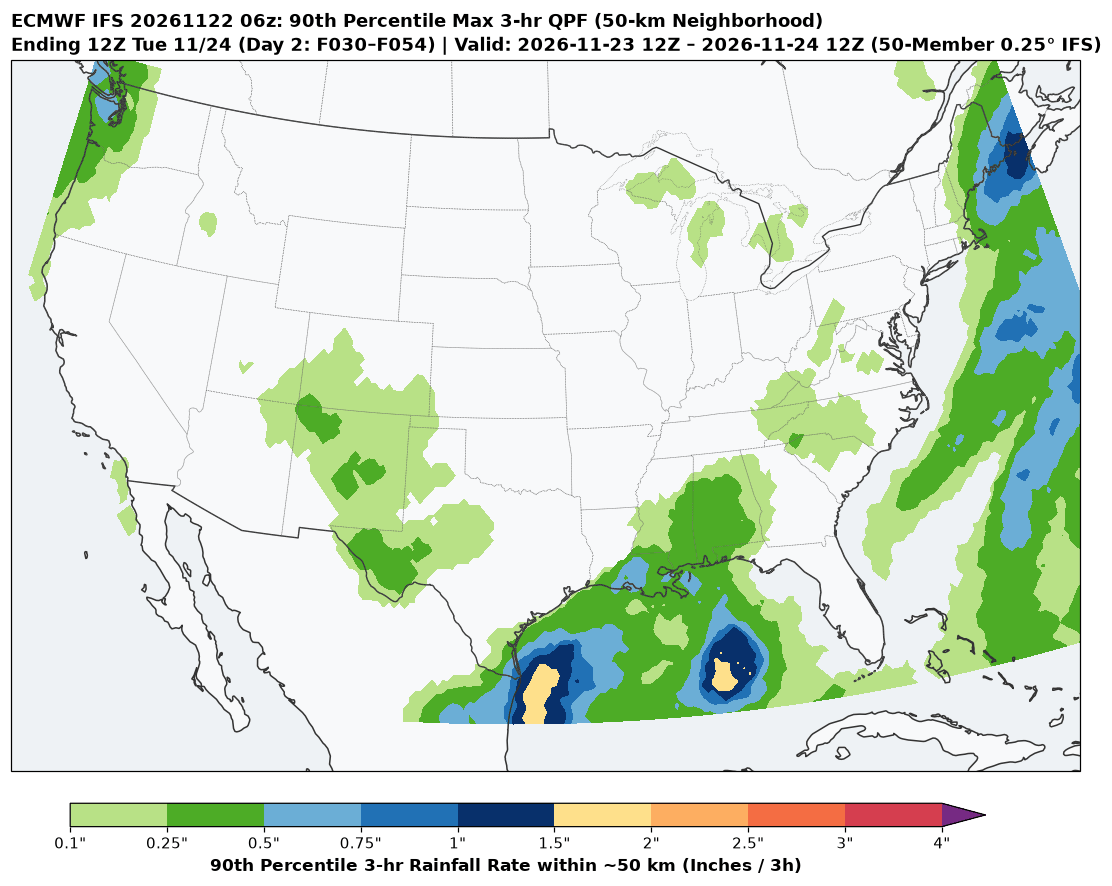 ECMWF IFS 20261122 06z: 90th Percentile Max 3-hr QPF (50-km Neighborhood)
Ending 12Z Tue 11/24 (Day 2: F030–F054) | Valid: 2026-11-23 12Z – 2026-11-24 12Z (50-Member 0.25° IFS)
0.1" 0.25" 0.5" 0.75" 1" 1.5" 2" 2.5" 3" 4"
90th Percentile 3-hr Rainfall Rate within ~50 km (Inches / 3h)